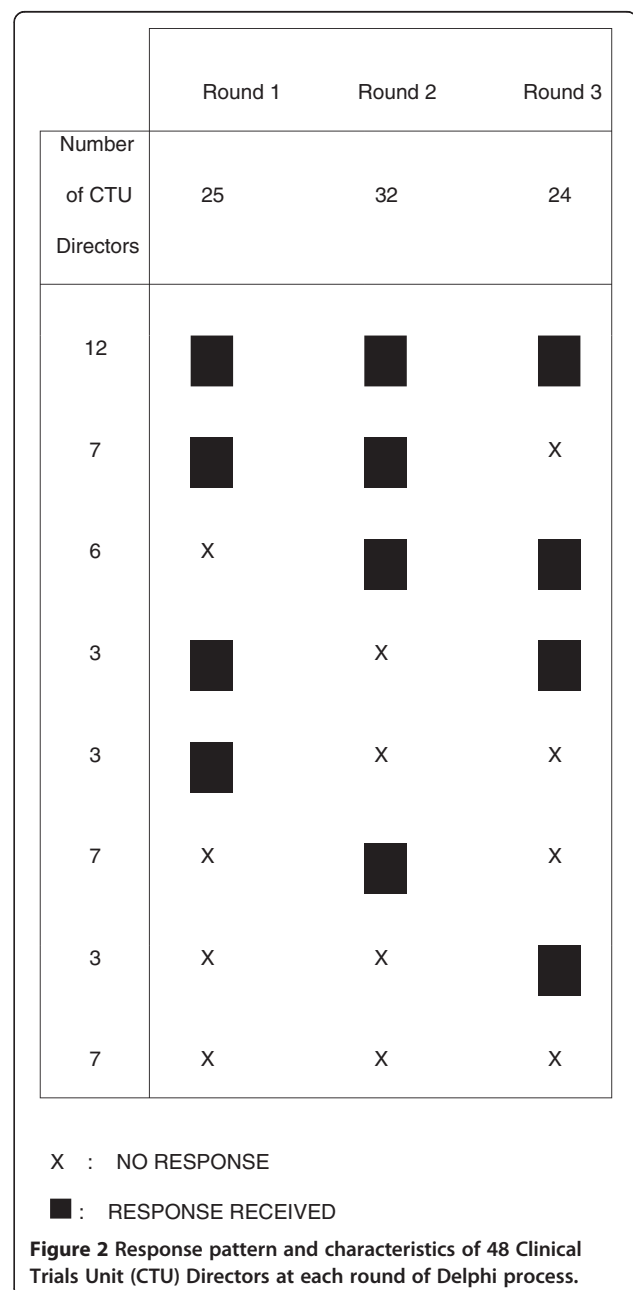 Round 1 Round 2 Round 3
Number
of CTU 25 32 24
Directors
12
7 X
6 X
3 X
3 X X
7 X X
3 X X
7 X X X
X : NO RESPONSE
■ : RESPONSE RECEIVED
Figure 2 Response pattern and characteristics of 48 Clinical
Trials Unit (CTU) Directors at each round of Delphi process.